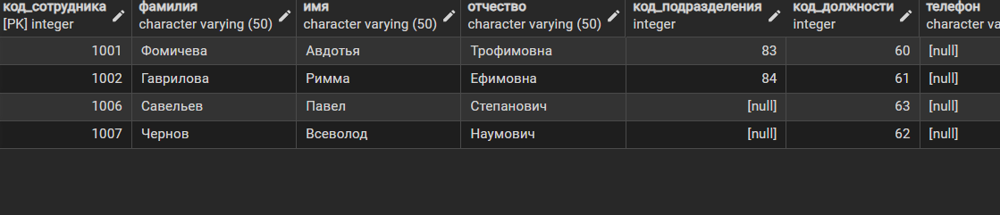 код_сотрудника фамилия имя отчество код_подразделения код_должности телефон
[PK] integer character varying (50) character varying (50) character varying (50) integer integer character va
1001 Фомичева Авдотья Трофимовна 83 60 [null]
1002 Гаврилова Римма Ефимовна 84 61 [null]
1006 Савельев Павел Степанович [null] 63 [null]
1007 Чернов Всеволод Наумович [null] 62 [null]